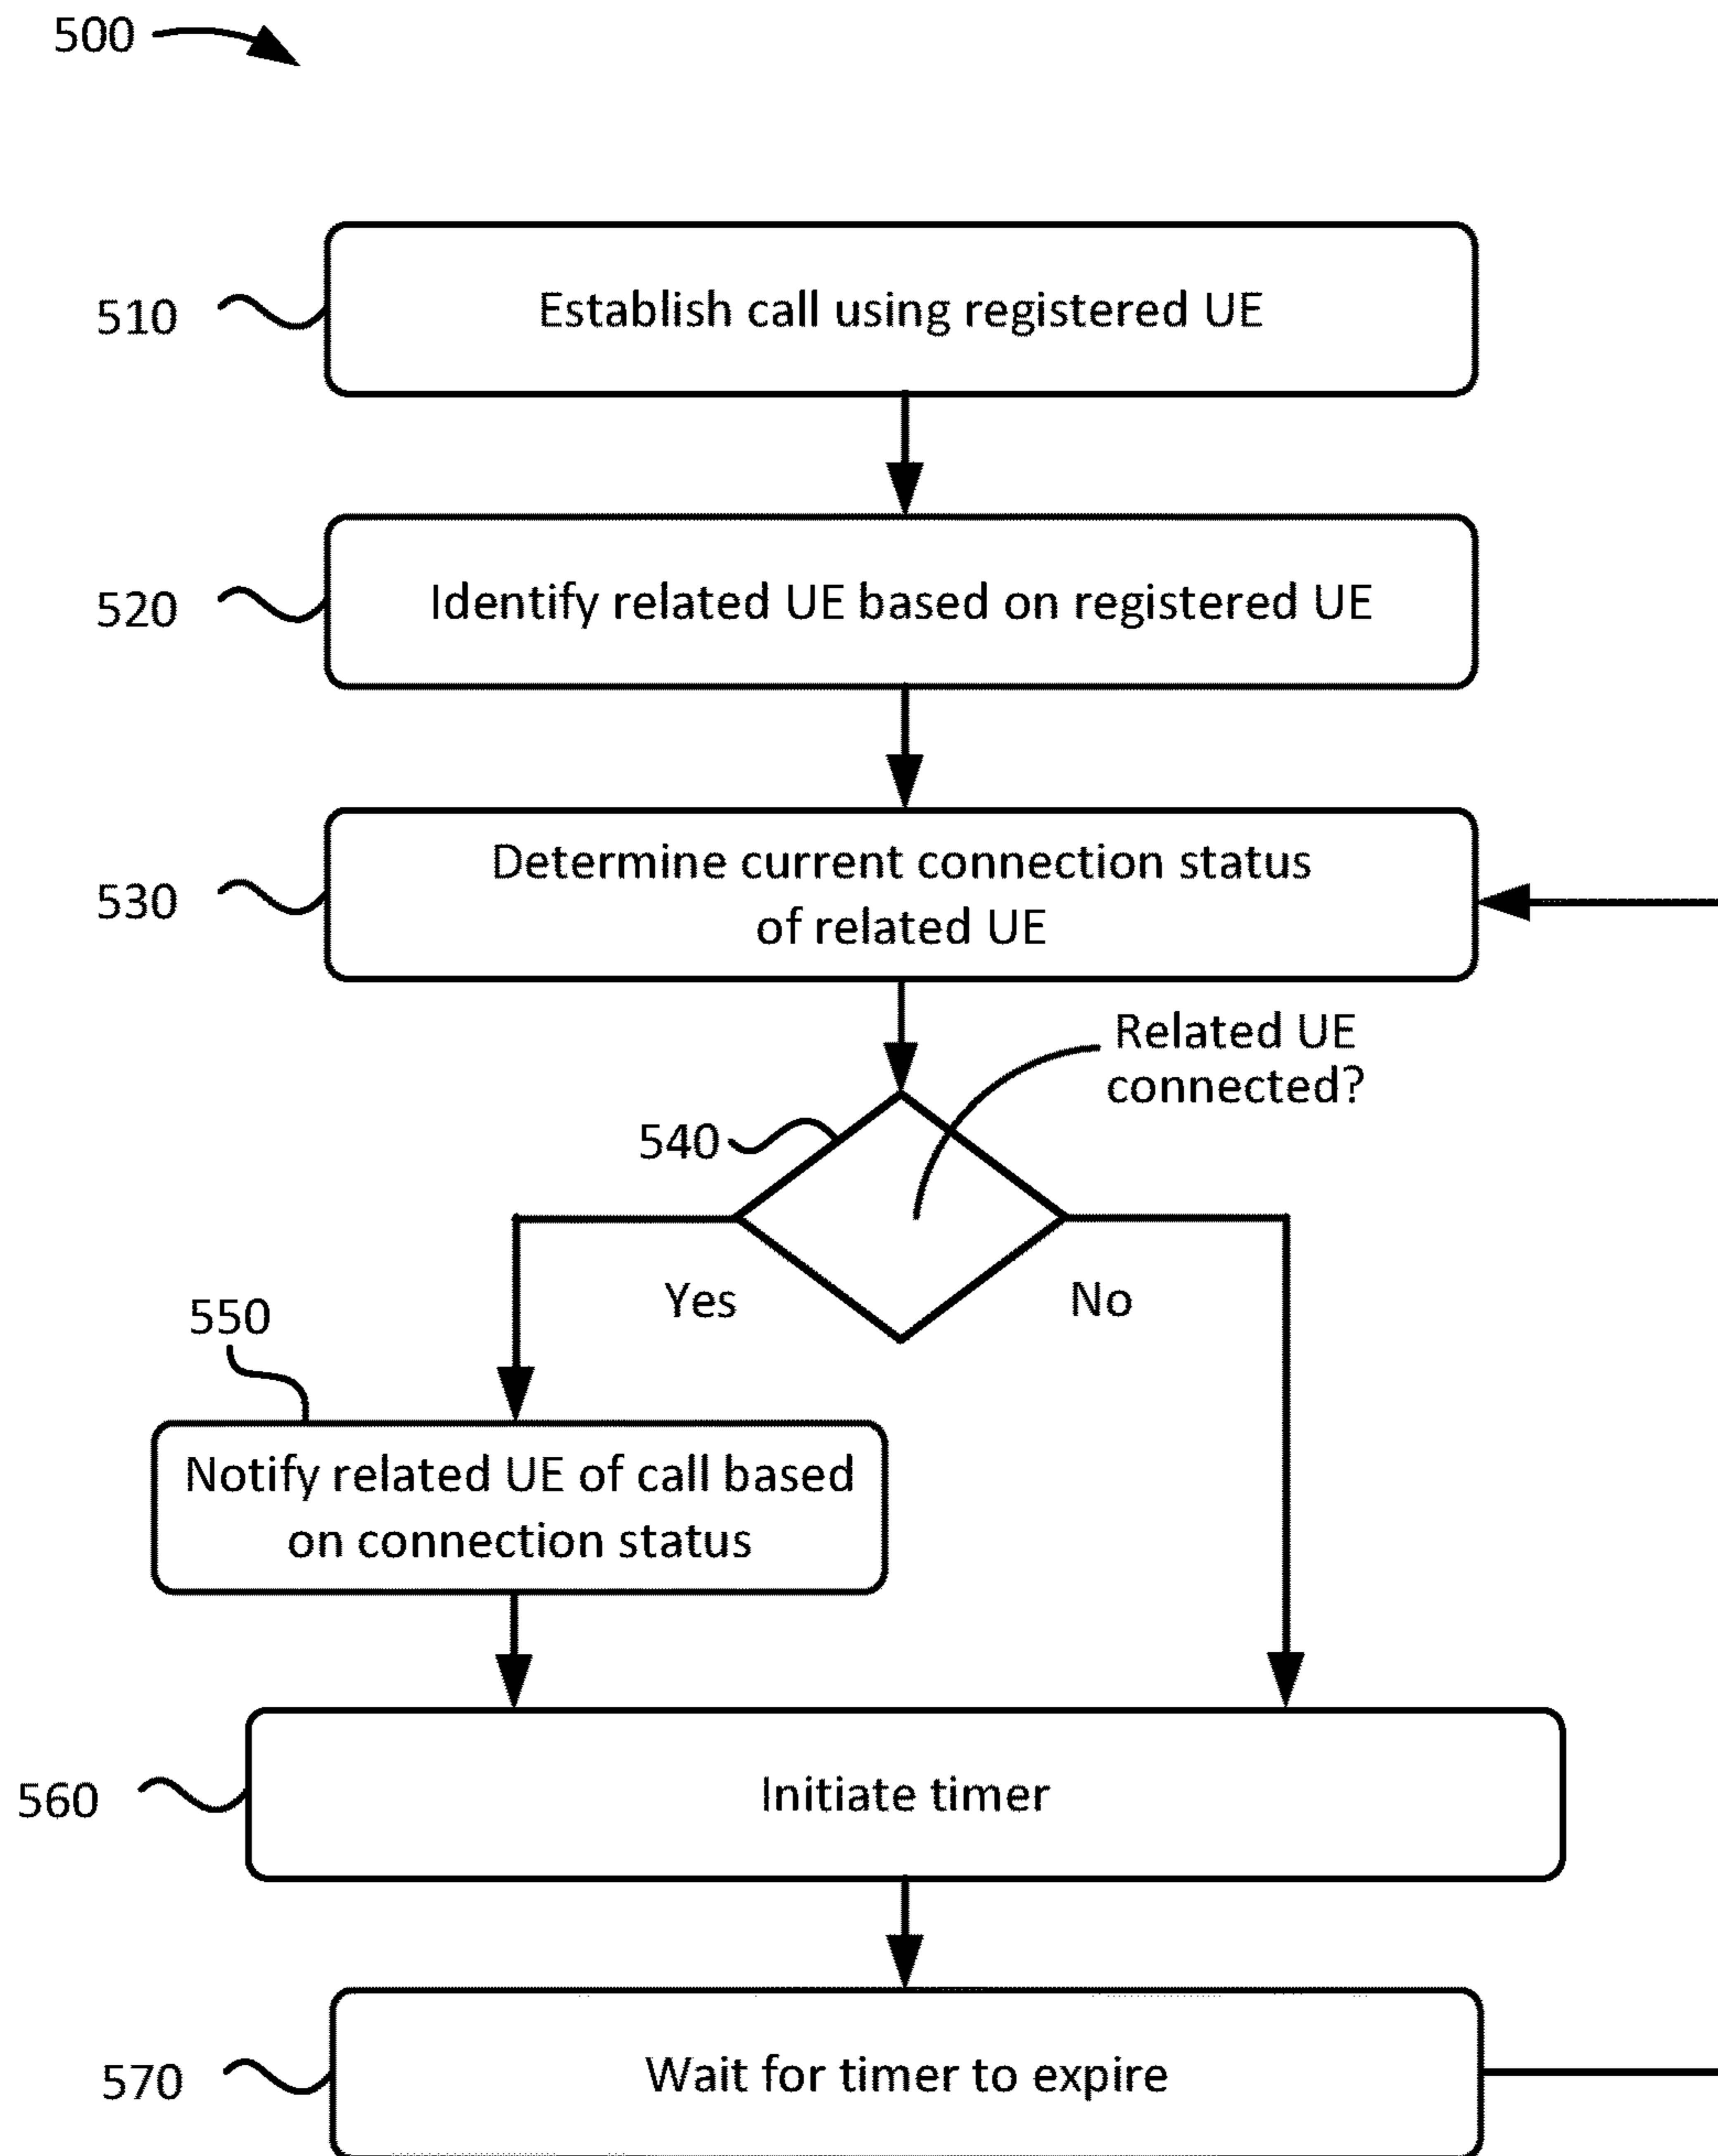 500
510
Establish call using registered UE
520
Identify related UE based on registered UE
530
Determine current connection status
of related UE
Related UE
connected?
540
Yes
No
550
Notify related UE of call based
on connection status
560
Initiate timer
570
Wait for timer to expire